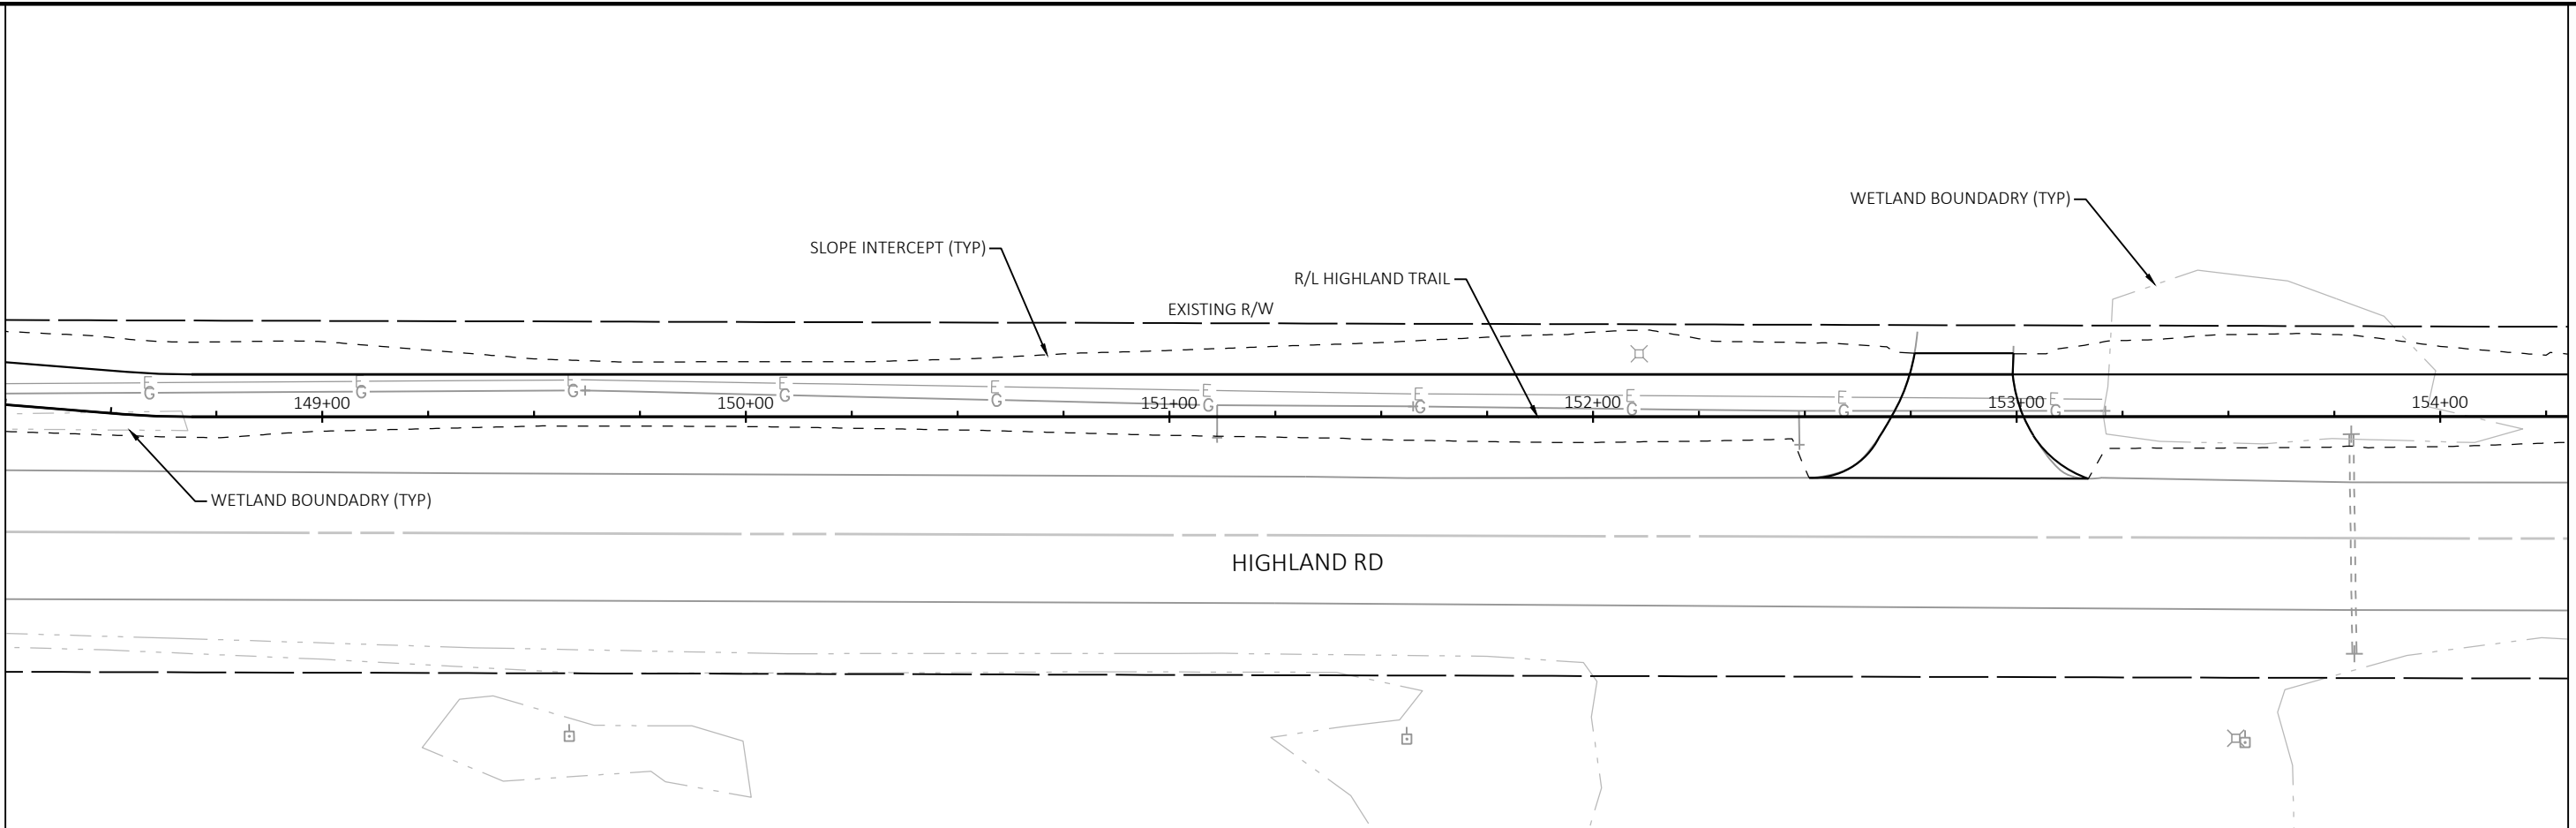 WETLAND BOUNDADRY (TYP)
SLOPE INTERCEPT (TYP)
R/L HIGHLAND TRAIL
EXISTING R/W
E E E E E E E E E E
G G G G G G G G G G
149+00 150+00 151+00 152+00 153+00 154+00
WETLAND BOUNDADRY (TYP)
HIGHLAND RD